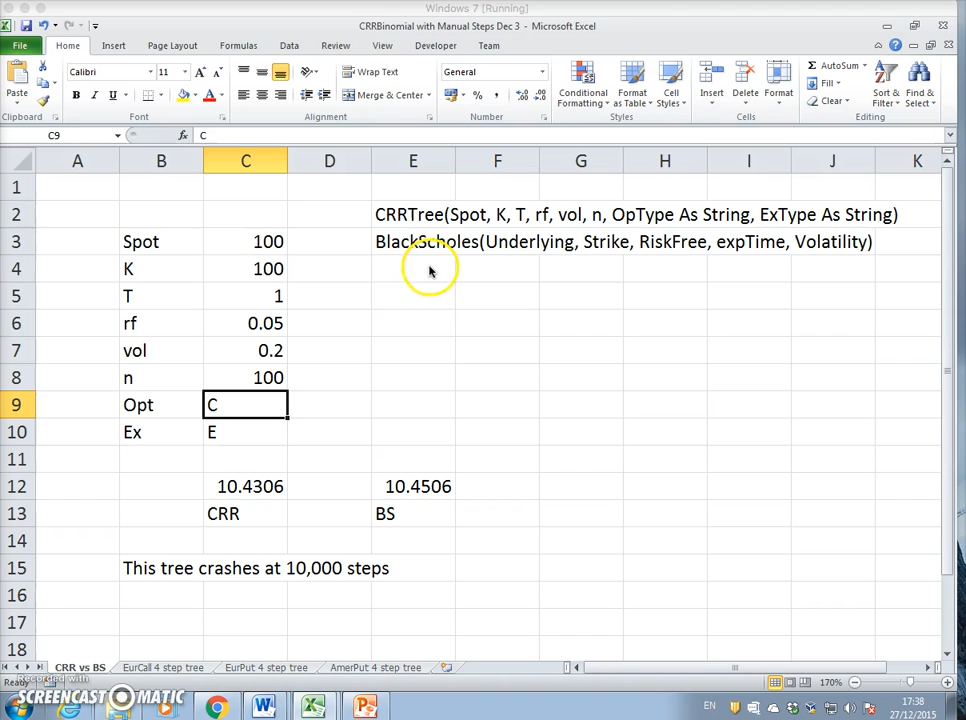 Windows 7 [Running]
CRRBinomial with Manual Steps Dec 3 - Microsoft Excel
File Home Insert Page Layout Formulas Data Review View Developer Team
Paste
Clipboard
Calibri 11
B I U
Font
Wrap Text
Merge & Center
Alignment
General
Number
Conditional Formatting
Format as Table
Cell Styles
Styles
Insert Delete Format
Cells
AutoSum
Fill
Clear
Sort & Filter
Find & Select
Editing
C9 fx C
A B C D E F G H I J K
1
2 CRRTree(Spot, K, T, rf, vol, n, OpType As String, ExType As String)
3 Spot 100 BlackScholes(Underlying, Strike, RiskFree, expTime, Volatility)
4 K 100
5 T 1
6 rf 0.05
7 vol 0.2
8 n 100
9 Opt C
10 Ex E
11
12 10.4306 10.4506
13 CRR BS
14
15 This tree crashes at 10,000 steps
16
17
18
CRR vs BS EurCall 4 step tree EurPut 4 step tree AmerPut 4 step tree
Ready 170%
Recorded with
SCREENCAST MATIC
EN 17:38
27/12/2015